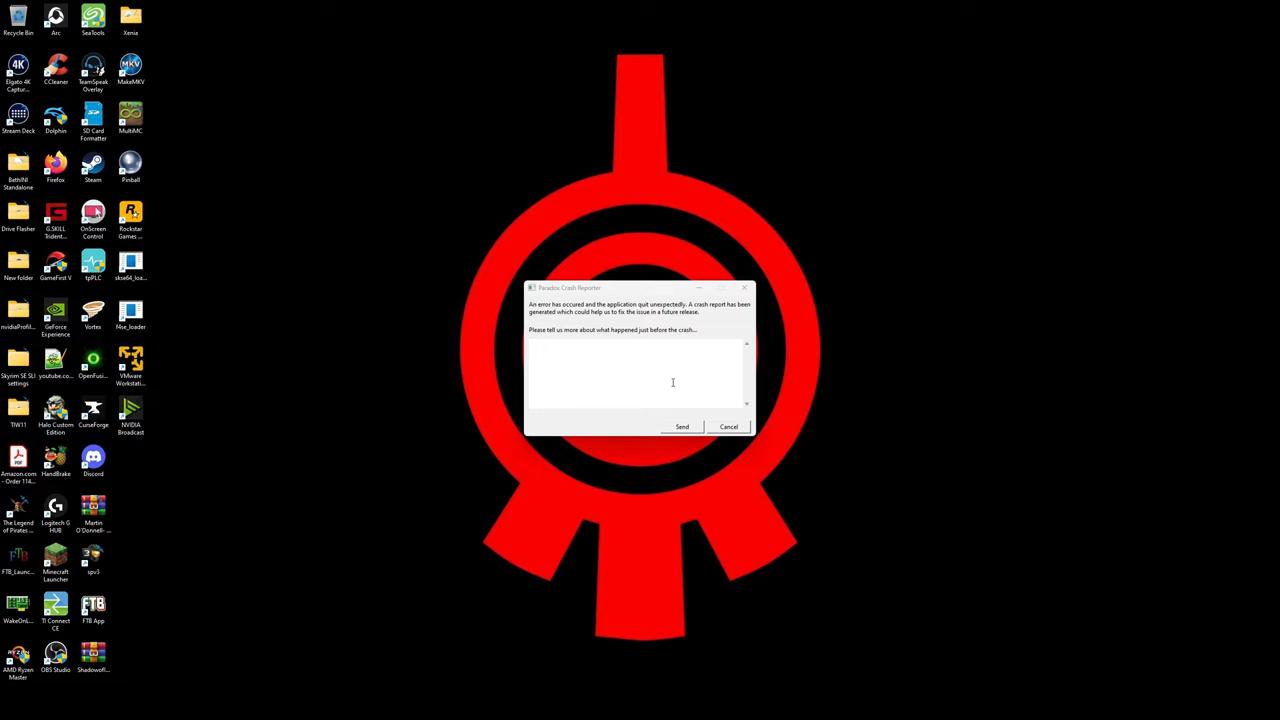 Recycle Bin
Arc
SeaTools
Xenia
Elgato 4K
Captur...
CCleaner
TeamSpeak
Overlay
MakeMKV
Stream Deck
Dolphin
SD Card
Formatter
MultiMC
BethINI
Standalone
Firefox
Steam
Pinball
Drive Flasher
G.SKILL
Trident...
OnScreen
Control
Rockstar
Games ...
New folder
GameFirst V
tpPLC
skse64_loa...
nvidiaProfil...
GeForce
Experience
Vortex
f4se_loader
Skyrim SE SLI
settings
youtube.co...
OpenFusi...
VMware
Workstati...
TIW11
Halo Custom
Edition
CurseForge
NVIDIA
Broadcast
Amazon.com
- Order 114...
HandBrake
Discord
The Legend
of Pirates ...
Logitech G
HUB
Martin
O'Donnell- ...
FTB_Launc...
Minecraft
Launcher
spv3
WakeOnL...
TI Connect
CE
FTB App
AMD Ryzen
Master
OBS Studio
Shadowofl...
Paradox Crash Reporter
An error has occured and the application quit unexpectedly. A crash report has been
generated which could help us to fix the issue in a future release.
Please tell us more about what happened just before the crash...
Send
Cancel